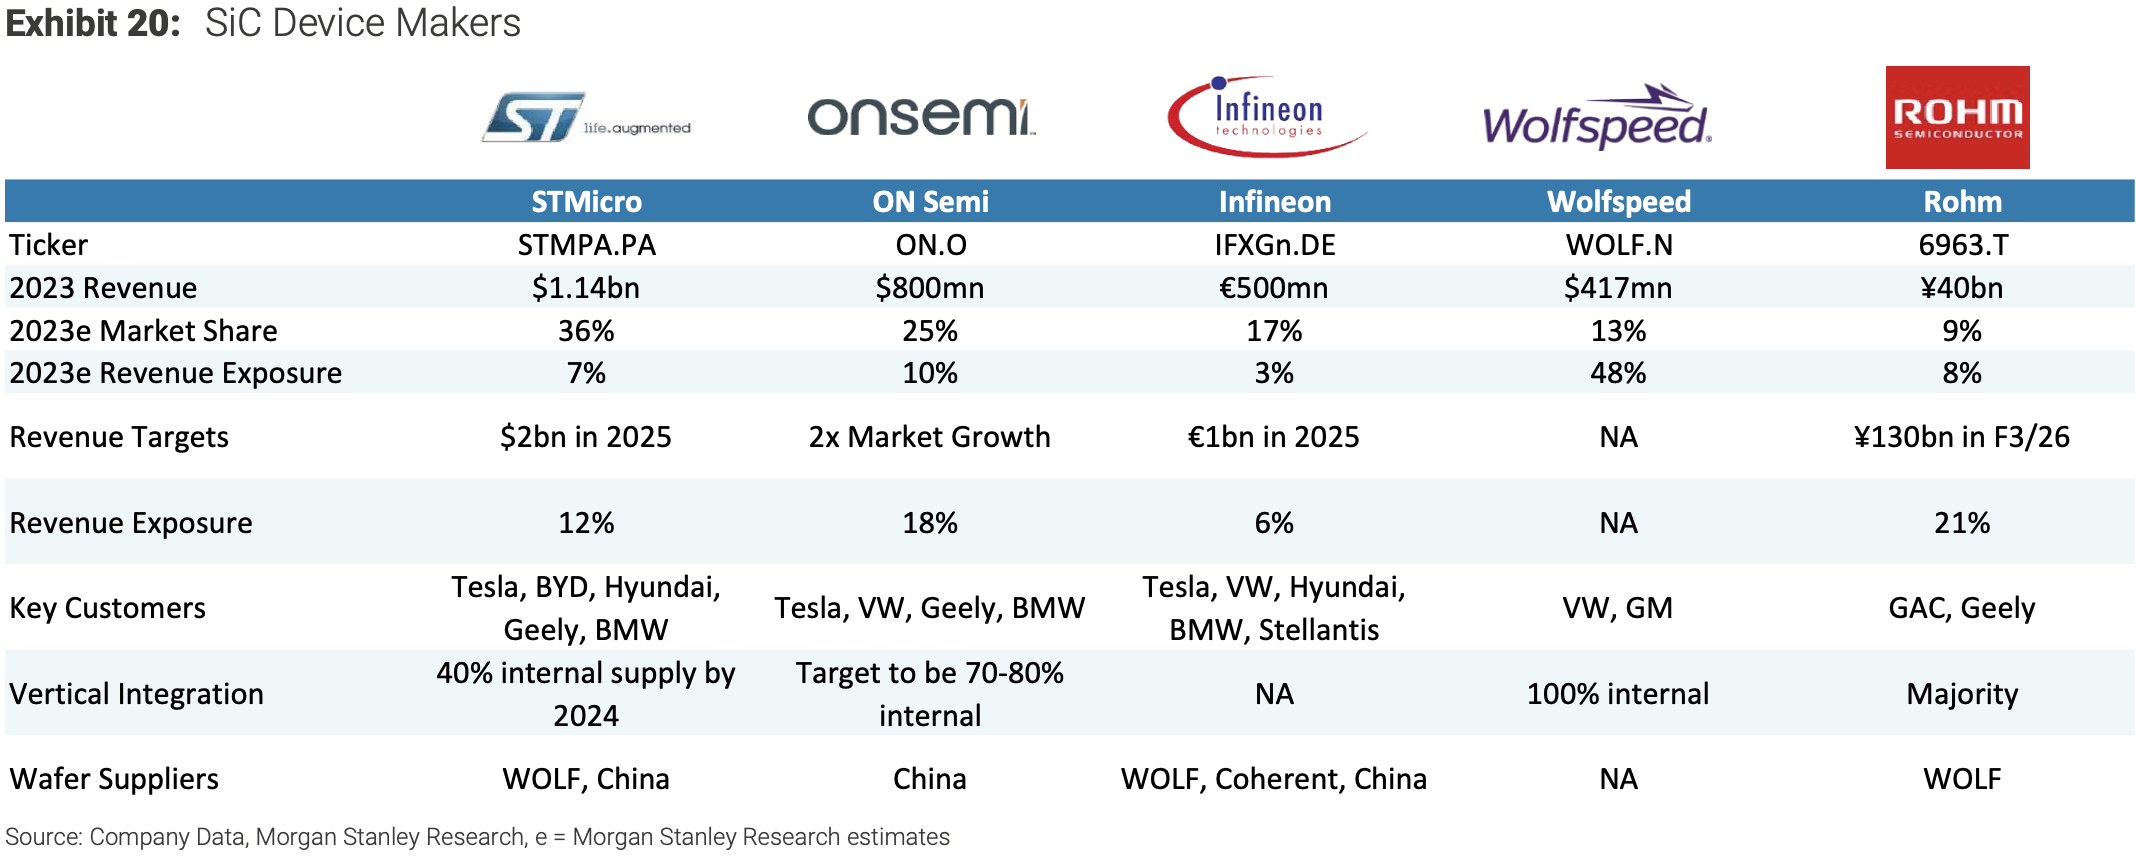 Exhibit 20: SiC Device Makers
ST life.augmented
onsemi
Infineon
technologies
Wolfspeed
ROHM
SEMICONDUCTOR
STMicro ON Semi Infineon Wolfspeed Rohm
Ticker STMPA.PA ON.O IFXGn.DE WOLF.N 6963.T
2023 Revenue $1.14bn $800mn €500mn $417mn ¥40bn
2023e Market Share 36% 25% 17% 13% 9%
2023e Revenue Exposure 7% 10% 3% 48% 8%
Revenue Targets $2bn in 2025 2x Market Growth €1bn in 2025 NA ¥130bn in F3/26
Revenue Exposure 12% 18% 6% NA 21%
Key Customers Tesla, BYD, Hyundai,
Geely, BMW Tesla, VW, Geely, BMW Tesla, VW, Hyundai,
BMW, Stellantis VW, GM GAC, Geely
Vertical Integration 40% internal supply by
2024 Target to be 70-80%
internal NA 100% internal Majority
Wafer Suppliers WOLF, China China WOLF, Coherent, China NA WOLF
Source: Company Data, Morgan Stanley Research, e = Morgan Stanley Research estimates